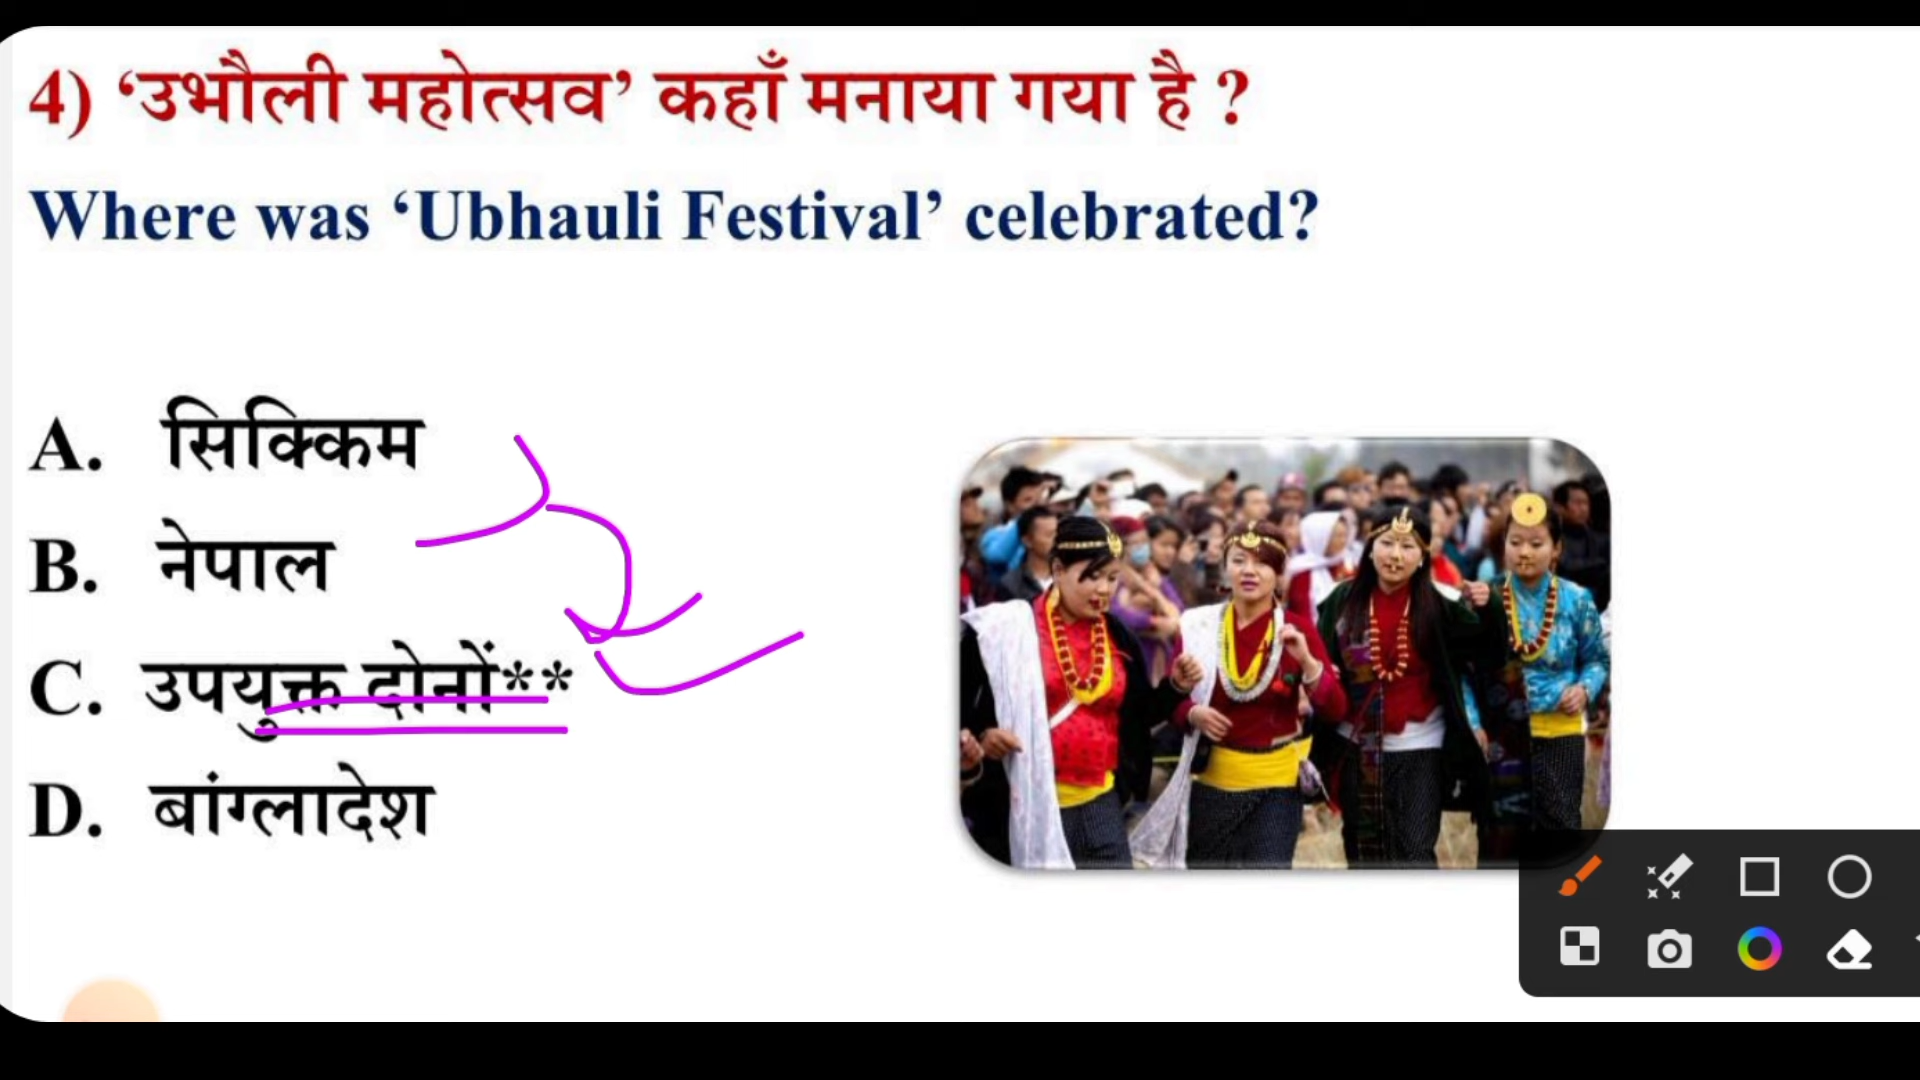 4) ‘उभौली महोत्सव’ कहाँ मनाया गया है ?
Where was ‘Ubhauli Festival’ celebrated?
A. सिक्किम
B. नेपाल
C. उपयुक्त दोनों**
D. बांग्लादेश